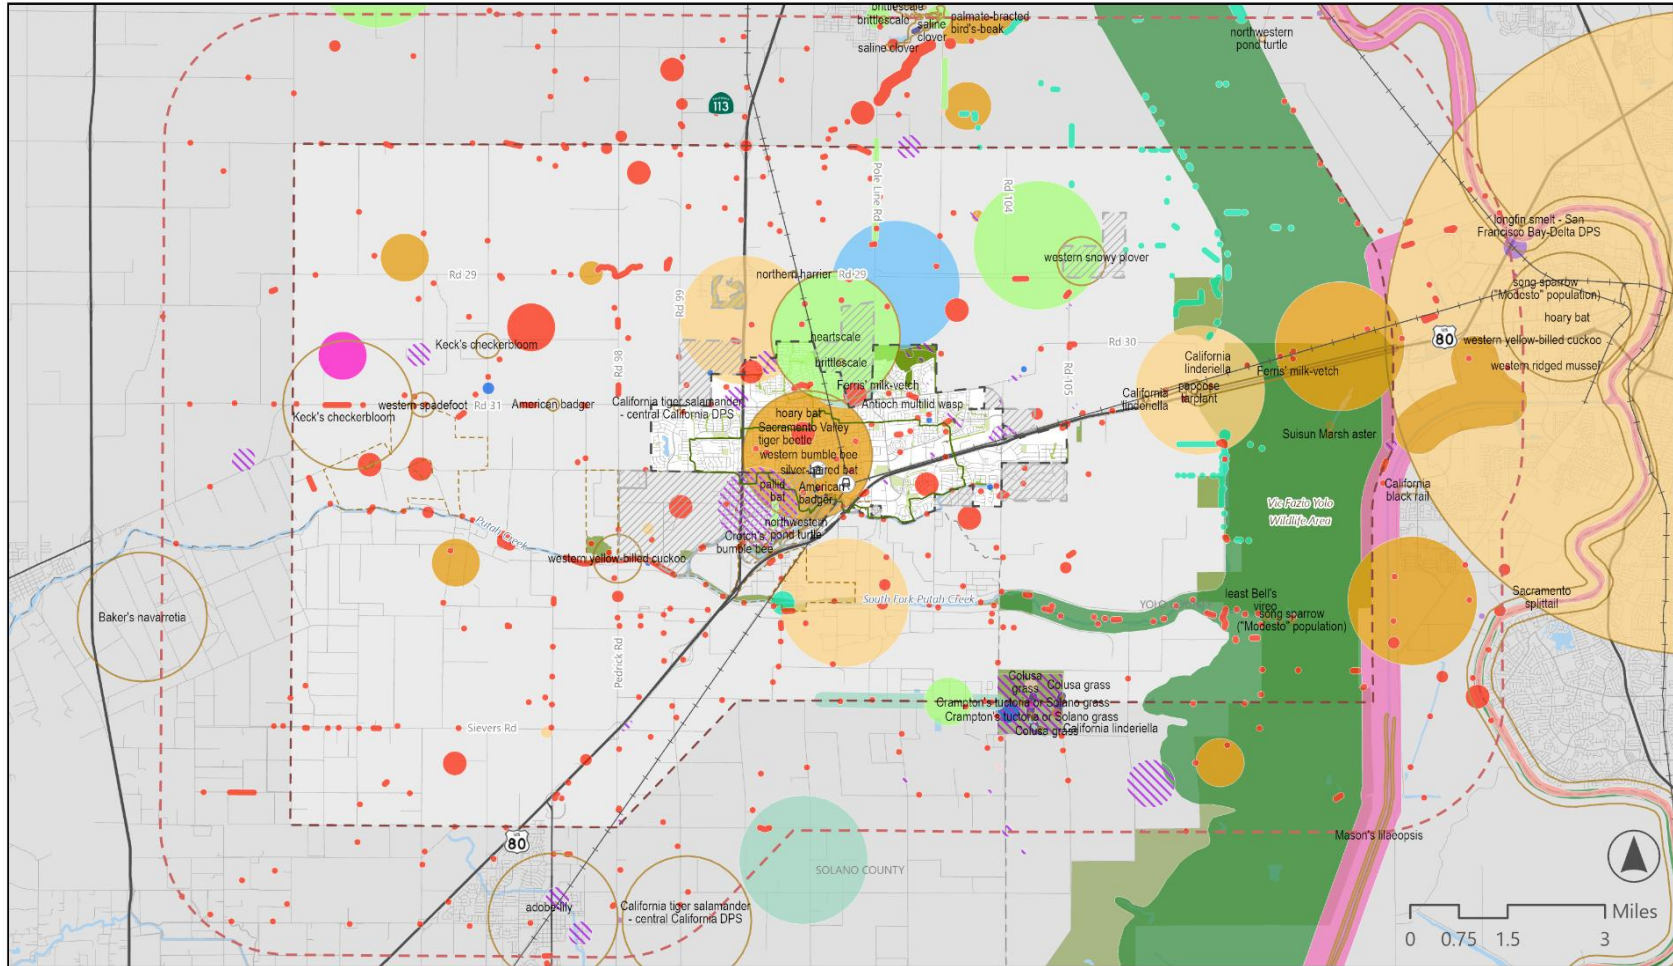 brittlescale
brittlescale
saline
clover
saline clover
palmate-bracted
bird's-beak
northwestern
pond turtle
113
Pole Line Rd
Rd 104
longfin smelt - San
Francisco Bay-Delta DPS
western snowy plover
northern harrier
Rd 29
Rd 29
Rd 99
song sparrow
("Modesto" population)
hoary bat
western yellow-billed cuckoo
western ridged mussel
US
80
heartscale
brittlescale
Keck's checkerbloom
Rd 98
Rd 30
Rd 105
California
linderiella
Ferris' milk-vetch
pappose
tarplant
California
linderiella
Ferris' milk-vetch
Antioch multilid wasp
western spadefoot
Rd 31
American badger
Keck's checkerbloom
California tiger salamander
- central California DPS
hoary bat
Sacramento Valley
tiger beetle
western bumble bee
silver-haired bat
pallid
bat
American
badger
northwestern
pond turtle
Crotch's
bumble bee
Suisun Marsh aster
California
black rail
Vic Fazio Yolo
Wildlife Area
Putah Creek
western yellow-billed cuckoo
South Fork Putah Creek
YOLO
least Bell's
vireo
song sparrow
("Modesto" population)
Sacramento
splittail
Baker's navarretia
Pedrick Rd
Colusa
grass
Colusa grass
Crampton's tuctoria or Solano grass
Crampton's tuctoria or Solano grass
Colusa grass
California linderiella
Sievers Rd
US
80
Mason's lilaeopsis
SOLANO COUNTY
adobe-lily
California tiger salamander
- central California DPS
Miles
0 0.75 1.5 3